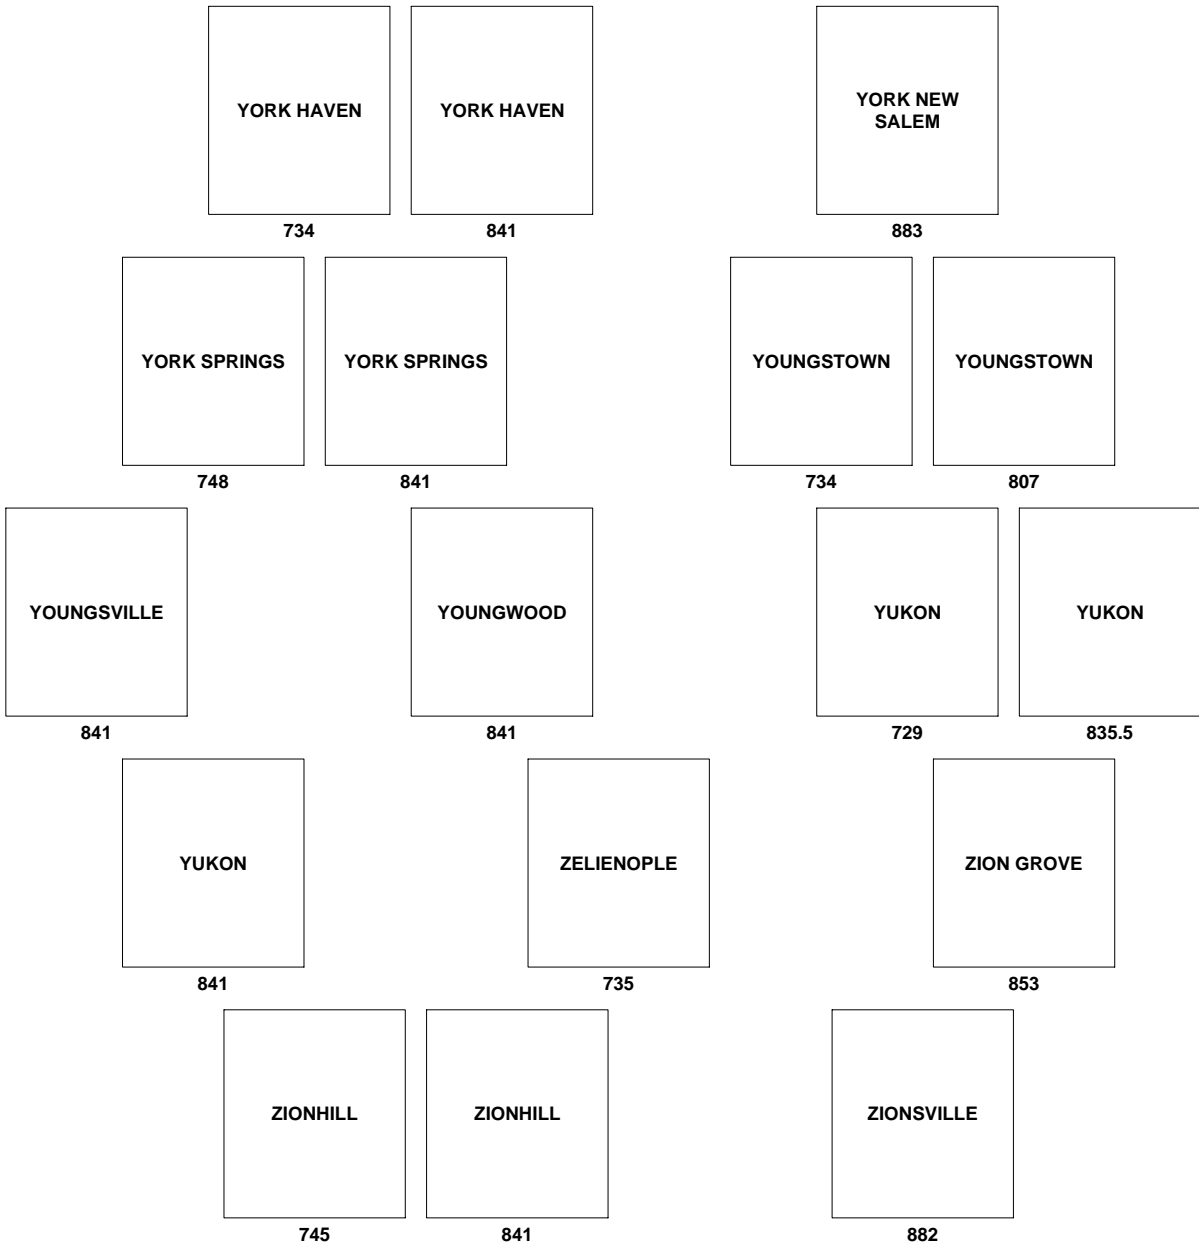 YORK HAVEN
734
YORK HAVEN
841
YORK NEW
SALEM
883
YORK SPRINGS
748
YORK SPRINGS
841
YOUNGSTOWN
734
YOUNGSTOWN
807
YOUNGSVILLE
841
YOUNGWOOD
841
YUKON
729
YUKON
835.5
YUKON
841
ZELIENOPLE
735
ZION GROVE
853
ZIONHILL
745
ZIONHILL
841
ZIONSVILLE
882